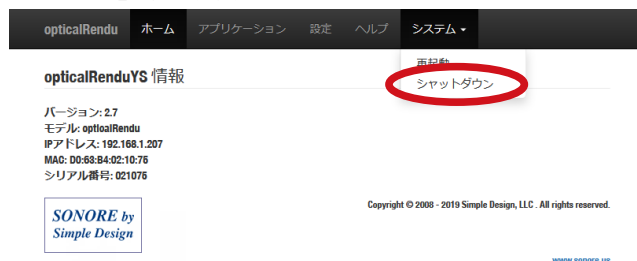 opticalRendu ホーム アプリケーション 設定 ヘルプ システム
再起動
シャットダウン
opticalRenduYS 情報
バージョン: 2.7
モデル: opticalRendu
IPアドレス: 192.168.1.207
MAC: D0:63:B4:02:10:75
シリアル番号: 021075
SONORE by
Simple Design
Copyright © 2008 - 2019 Simple Design, LLC . All rights reserved.